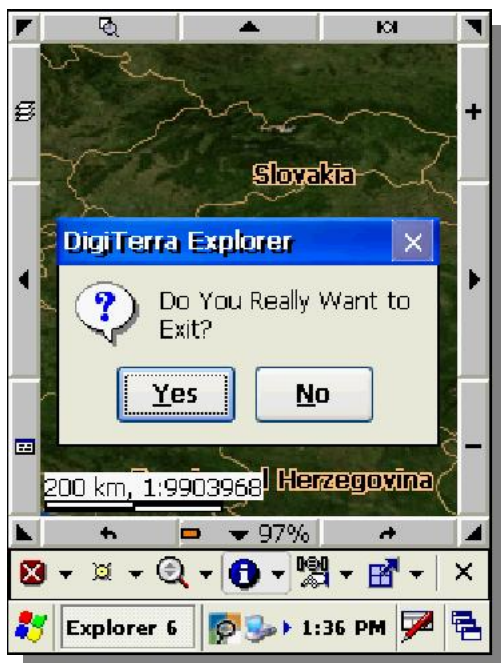 Slovakia
DigiTerra Explorer
Do You Really Want to
Exit?
Yes No
Herzegovina
200 km, 1:9903968
97%
Explorer 6 1:36 PM